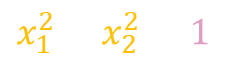 x₁² x₂² 1